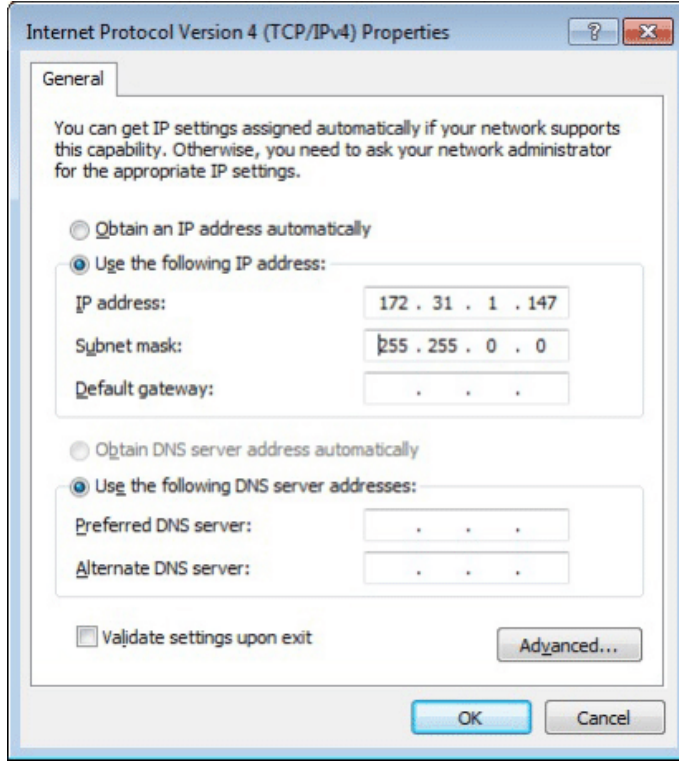 Internet Protocol Version 4 (TCP/IPv4) Properties
?
General
You can get IP settings assigned automatically if your network supports
this capability. Otherwise, you need to ask your network administrator
for the appropriate IP settings.
Obtain an IP address automatically
Use the following IP address:
IP address: 172 . 31 . 1 . 147
Subnet mask: 255 . 255 . 0 . 0
Default gateway: . . .
Obtain DNS server address automatically
Use the following DNS server addresses:
Preferred DNS server: . . .
Alternate DNS server: . . .
Validate settings upon exit
Advanced...
OK Cancel